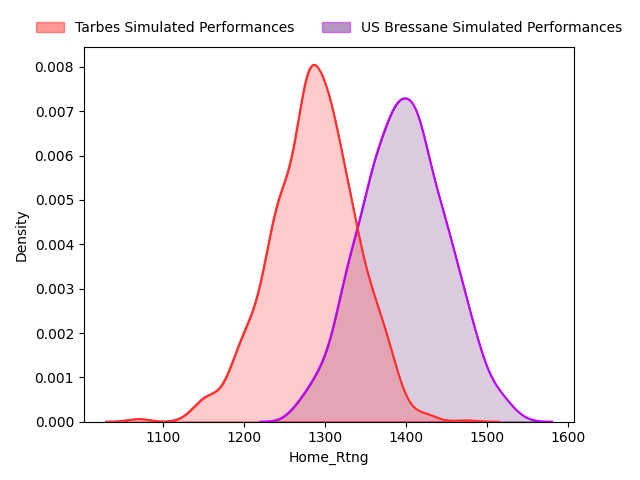 Tarbes Simulated Performances US Bressane Simulated Performances
0.008
0.007
0.006
0.005
0.004
0.003
0.002
0.001
0.000
Density
1100 1200 1300 1400 1500 1600
Home_Rtng